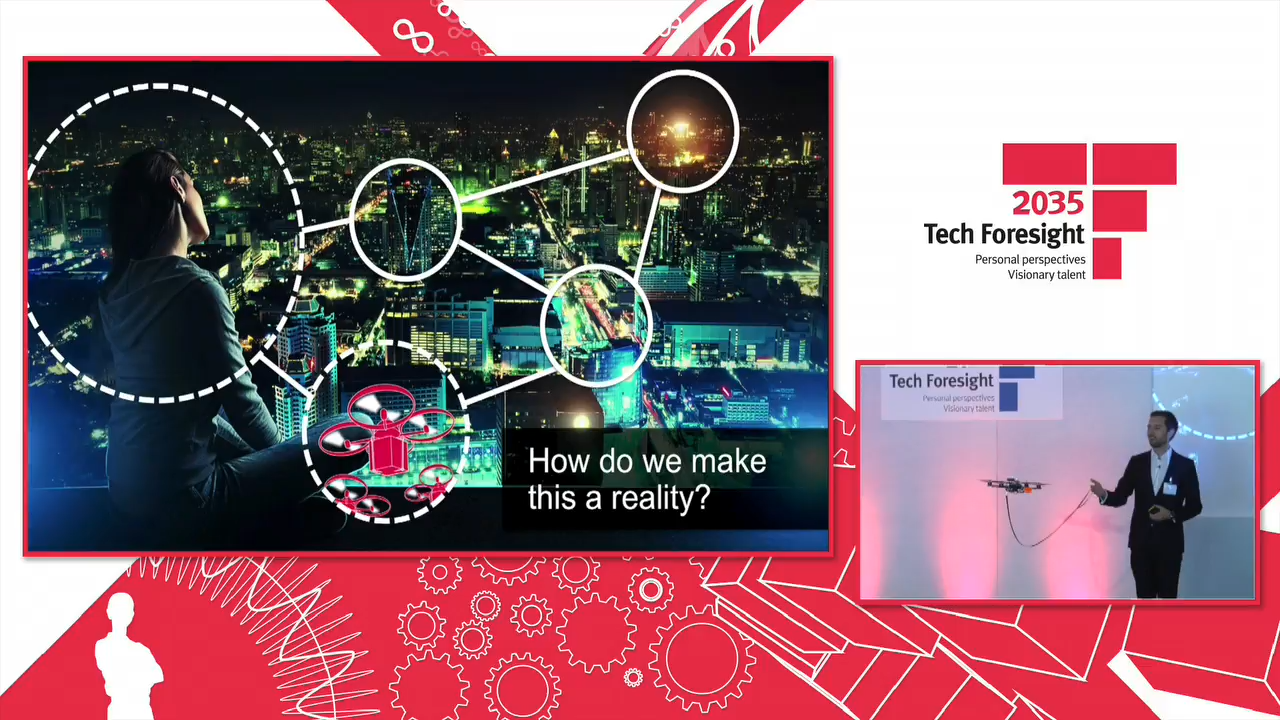 How do we make
this a reality?
2035
Tech Foresight
Personal perspectives
Visionary talent
Tech Foresight
Personal perspectives
Visionary talent